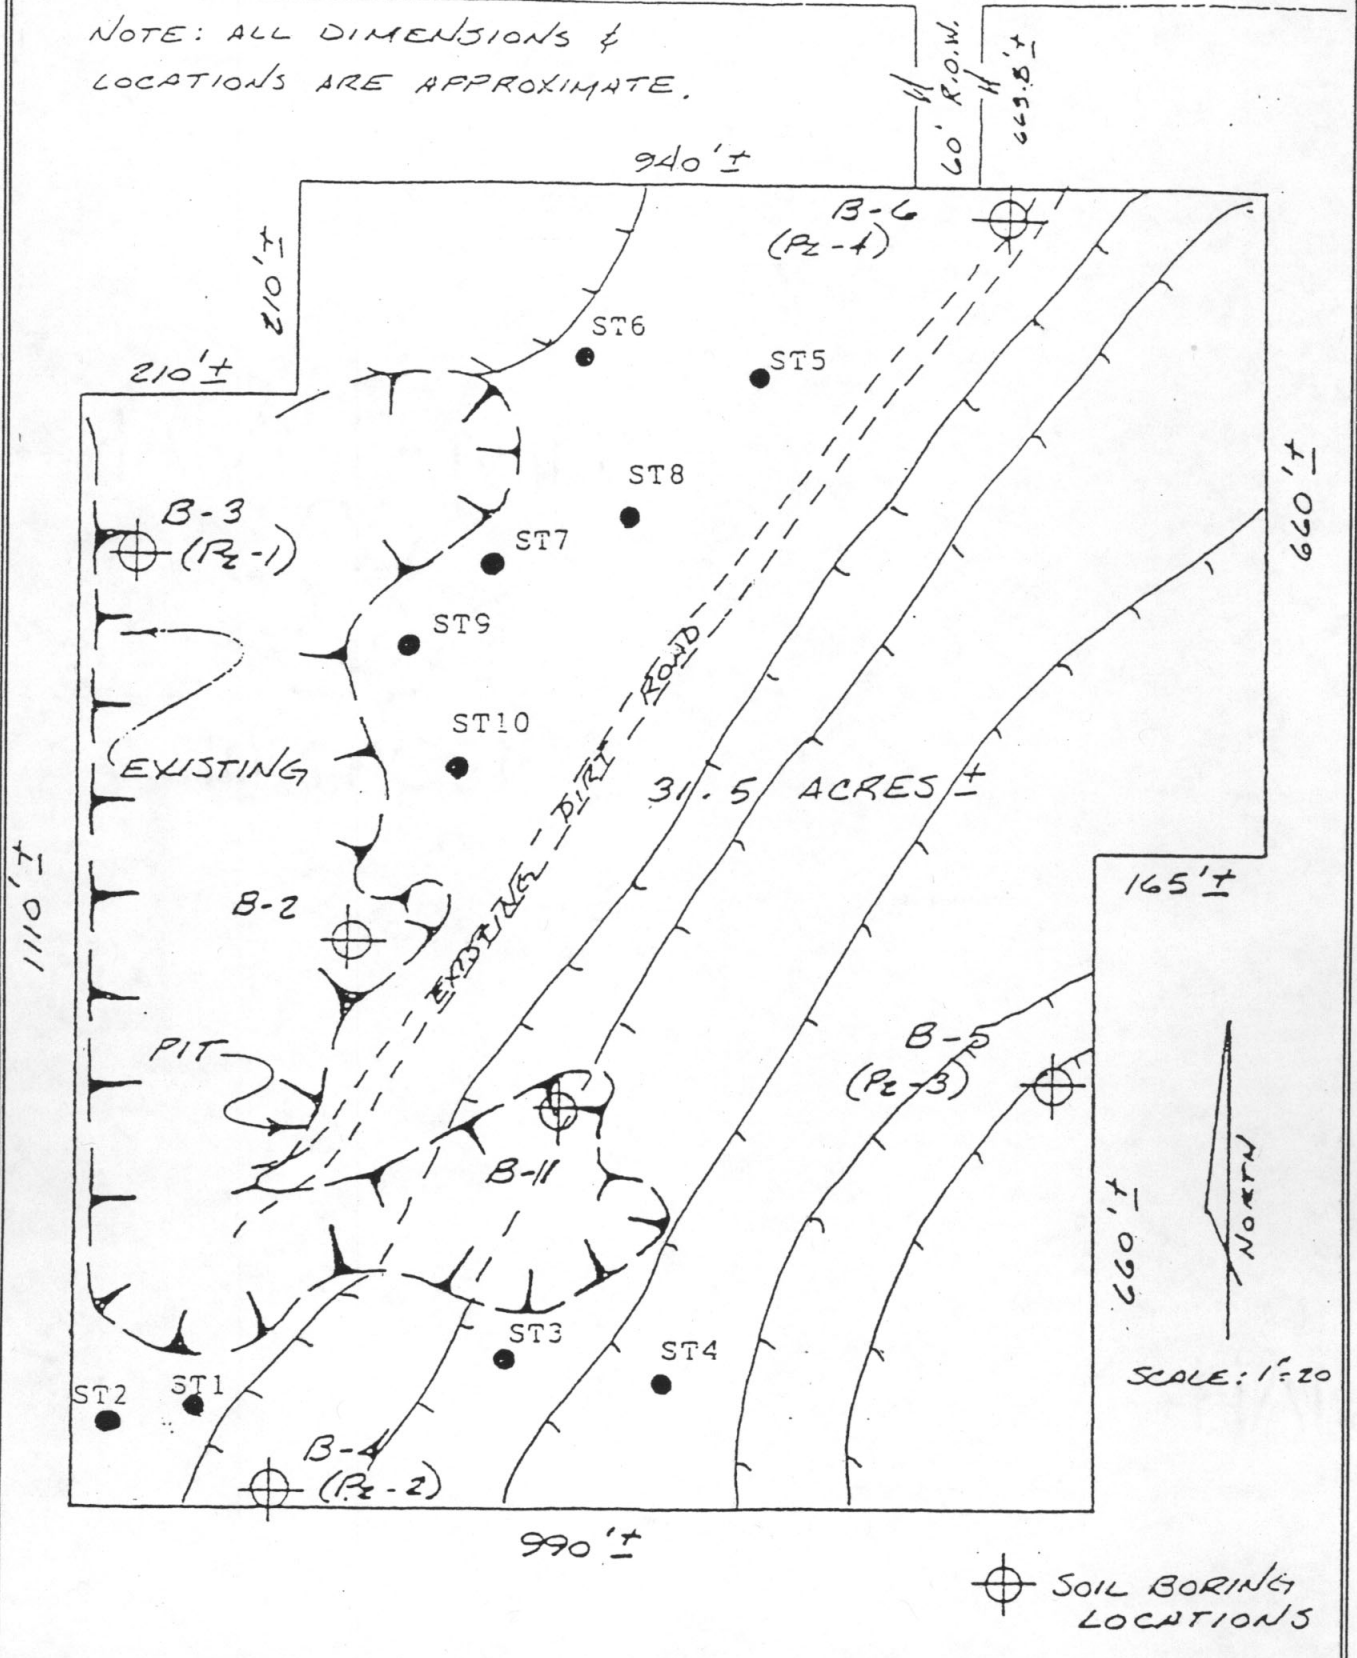 NOTE: ALL DIMENSIONS &
LOCATIONS ARE APPROXIMATE.
60' R.O.W.
669.8'±
940'±
B-6
(Pz-4)
210'±
ST6
210'±
ST5
660'±
ST8
B-3
(Pz-1)
ST7
ST9
ST10
EXISTING
EXISTING DIRT ROAD
31.5 ACRES ±
1110'±
165'±
B-2
PIT
B-5
(Pz-3)
B-11
NORTH
660'±
ST3
ST4
SCALE: 1"=20
ST2
ST1
B-4
(Pz-2)
990'±
SOIL BORING
LOCATIONS